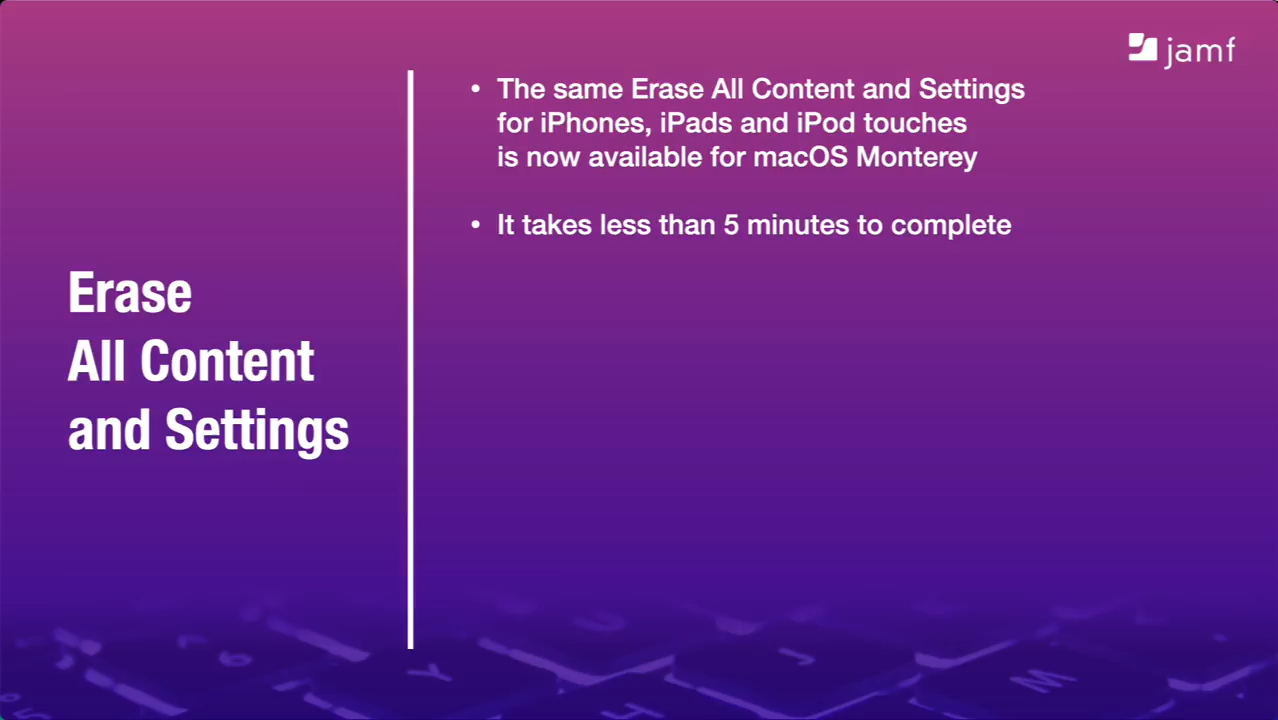 jamf
Erase
All Content
and Settings
• The same Erase All Content and Settings
for iPhones, iPads and iPod touches
is now available for macOS Monterey
• It takes less than 5 minutes to complete
Y
J
M